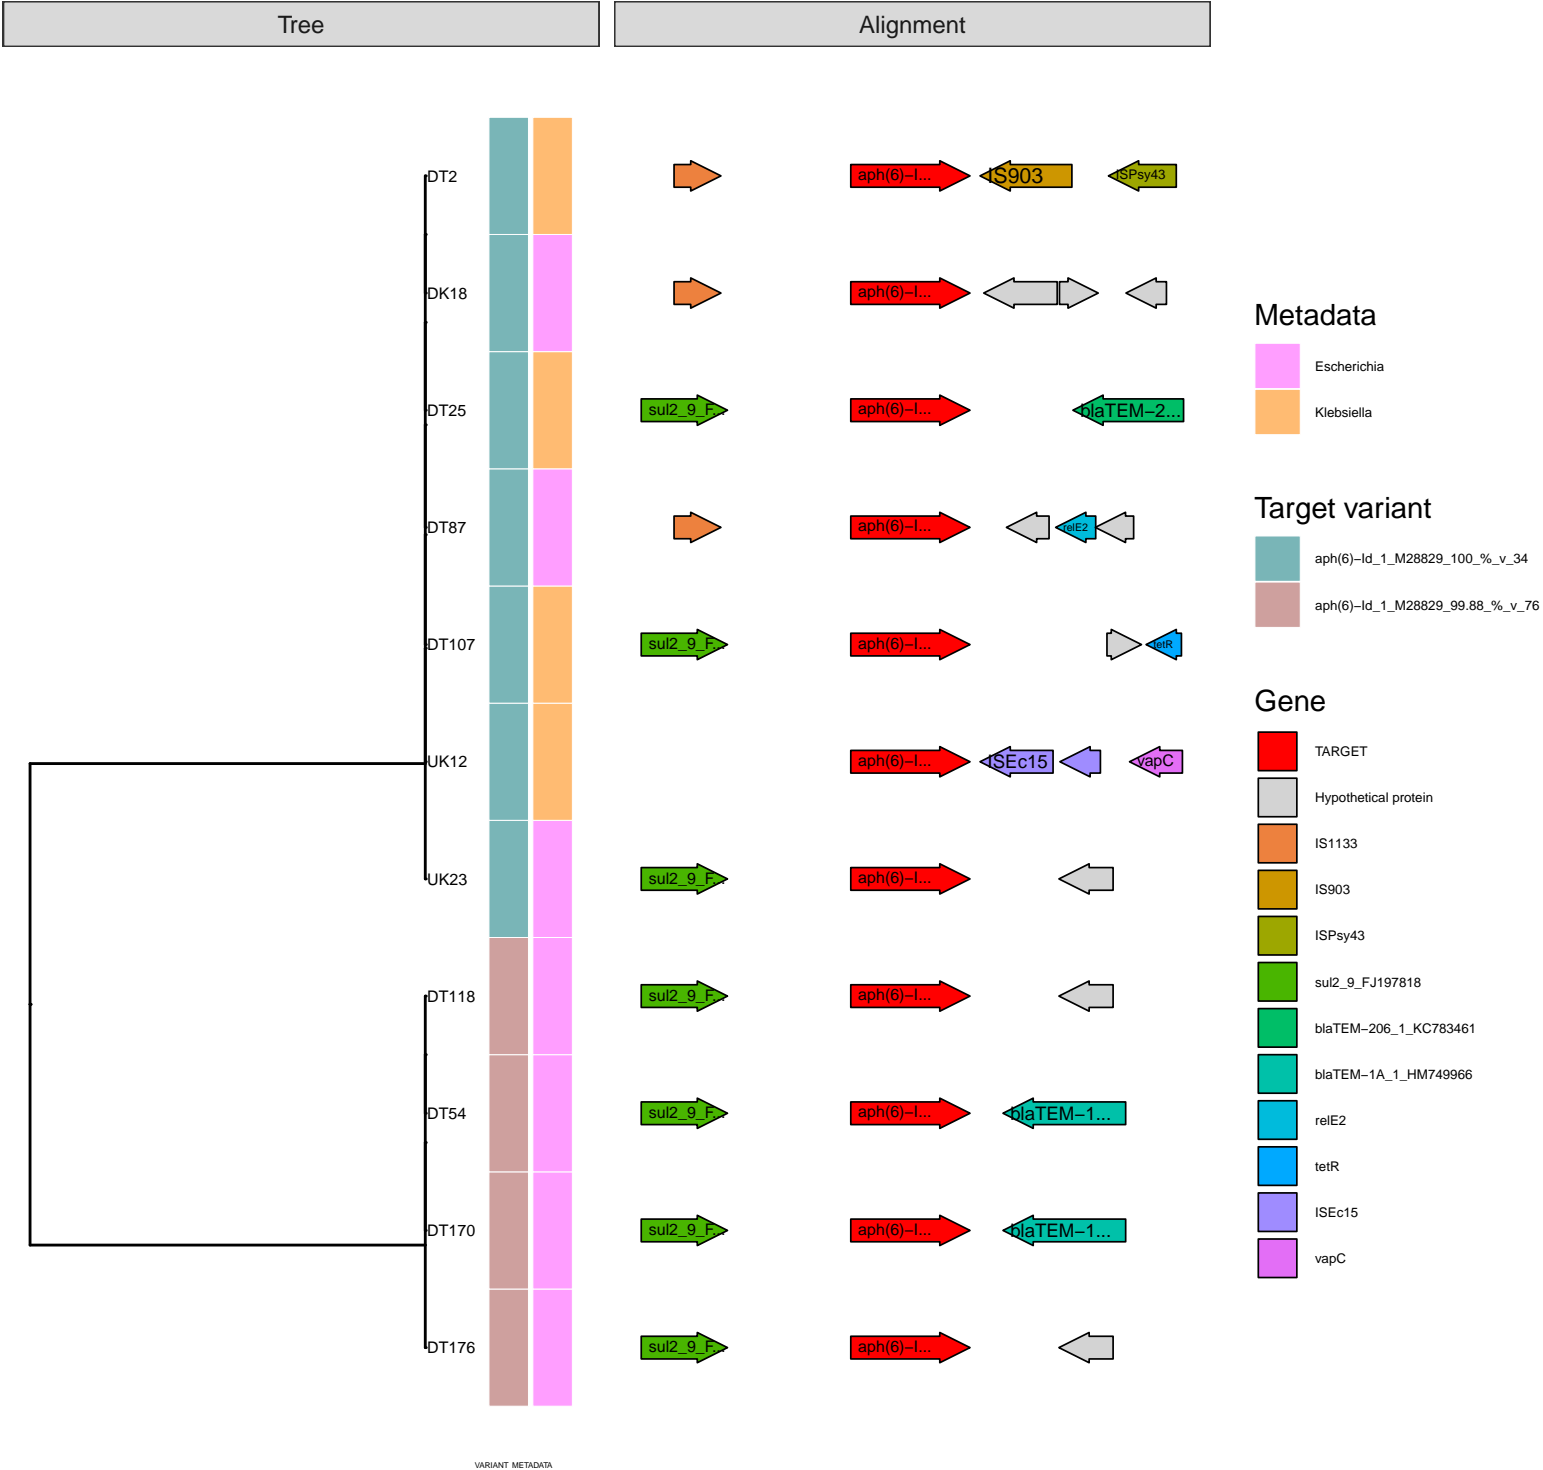 Tree
Alignment
DT2
aph(6)–I...
IS903
ISPsy43
DK18
aph(6)–I...
DT25
sul2_9_F...
aph(6)–I...
blaTEM–2...
DT87
aph(6)–I...
relE2
DT107
sul2_9_F...
aph(6)–I...
tetR
UK12
aph(6)–I...
ISEc15
vapC
UK23
sul2_9_F...
aph(6)–I...
DT118
sul2_9_F...
aph(6)–I...
DT54
sul2_9_F...
aph(6)–I...
blaTEM–1...
DT170
sul2_9_F...
aph(6)–I...
blaTEM–1...
DT176
sul2_9_F...
aph(6)–I...
VARIANT METADATA
Metadata
Escherichia
Klebsiella
Target variant
aph(6)–Id_1_M28829_100_%_v_34
aph(6)–Id_1_M28829_99.88_%_v_76
Gene
TARGET
Hypothetical protein
IS1133
IS903
ISPsy43
sul2_9_FJ197818
blaTEM–206_1_KC783461
blaTEM–1A_1_HM749966
relE2
tetR
ISEc15
vapC